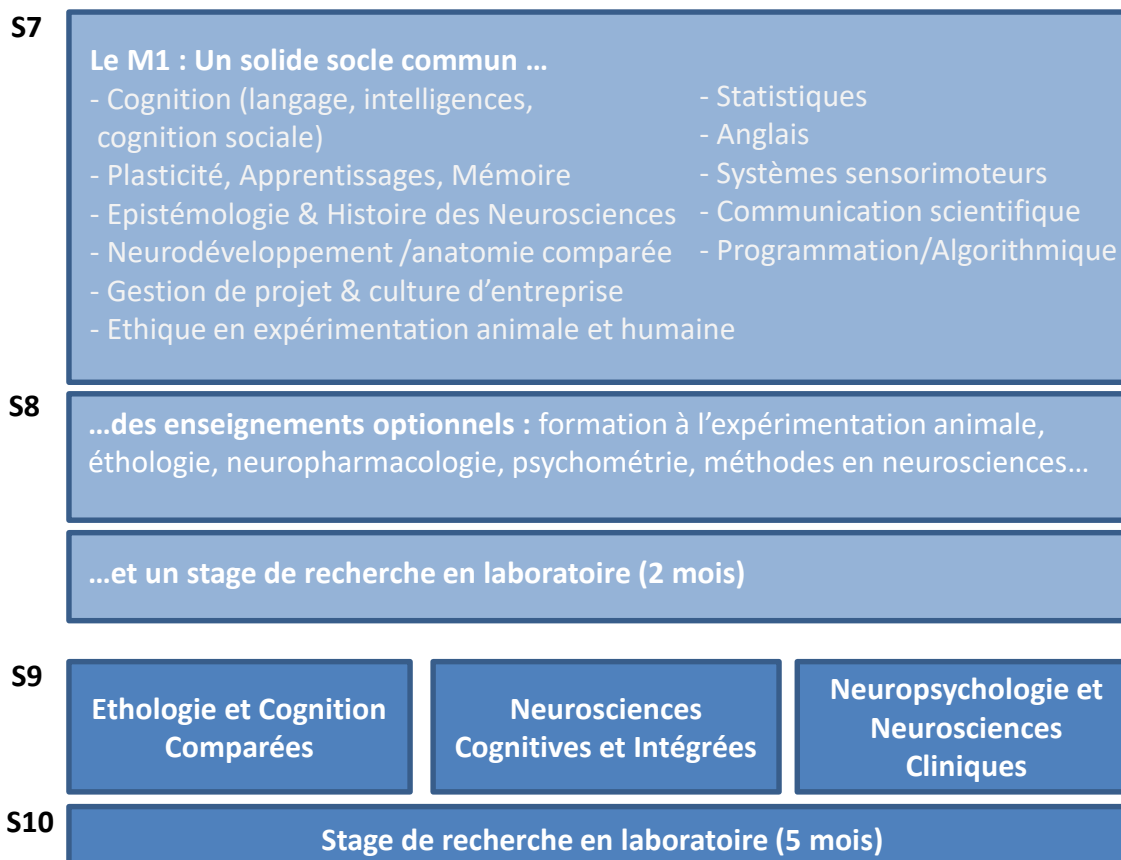 S7
Le M1 : Un solide socle commun …
- Cognition (langage, intelligences,
cognition sociale)
- Plasticité, Apprentissages, Mémoire
- Epistémologie & Histoire des Neurosciences
- Neurodéveloppement /anatomie comparée
- Gestion de projet & culture d’entreprise
- Ethique en expérimentation animale et humaine
- Statistiques
- Anglais
- Systèmes sensorimoteurs
- Communication scientifique
- Programmation/Algorithmique
S8
…des enseignements optionnels : formation à l’expérimentation animale,
éthologie, neuropharmacologie, psychométrie, méthodes en neurosciences…
…et un stage de recherche en laboratoire (2 mois)
S9
Ethologie et Cognition
Comparées
Neurosciences
Cognitives et Intégrées
Neuropsychologie et
Neurosciences
Cliniques
S10
Stage de recherche en laboratoire (5 mois)